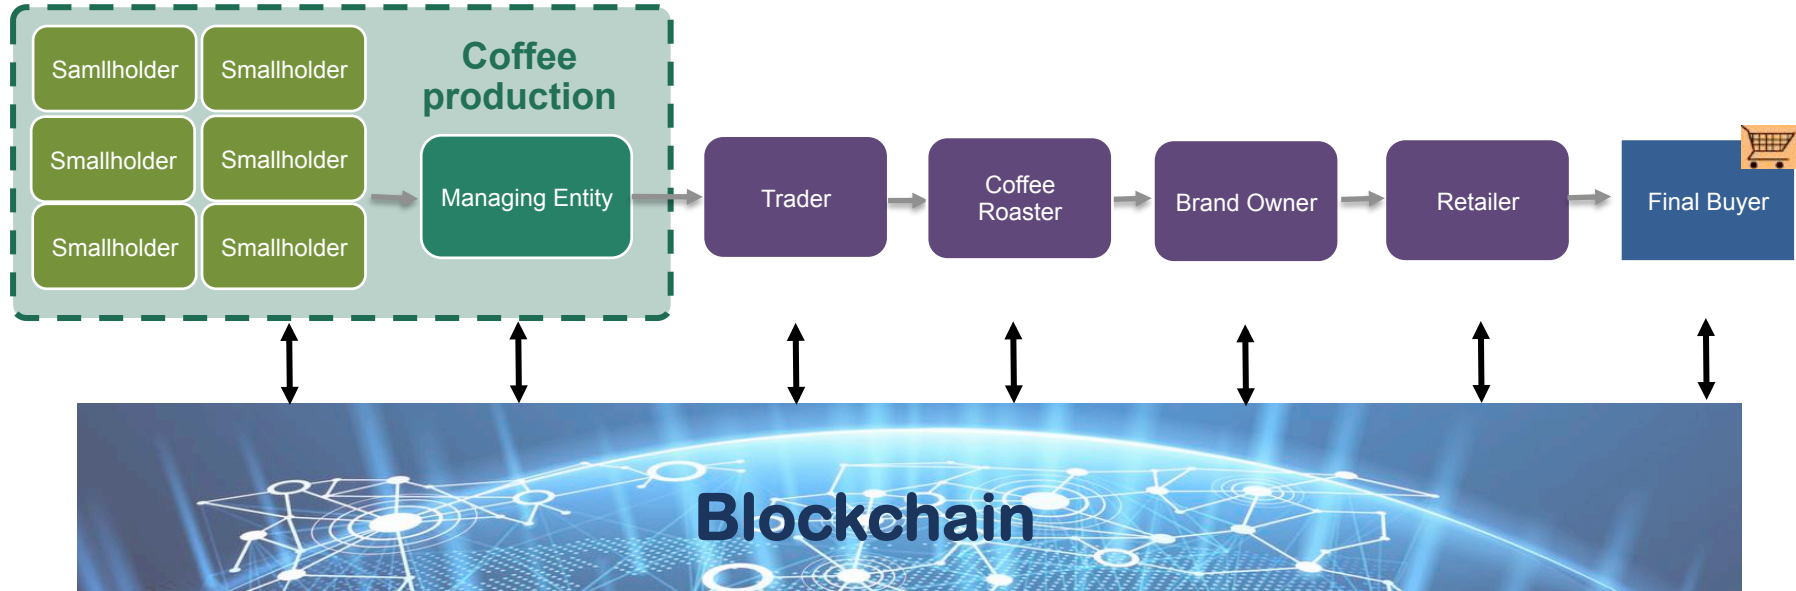 Coffee
production
Samllholder
Smallholder
Smallholder
Smallholder
Smallholder
Smallholder
Managing Entity
Trader
Coffee
Roaster
Brand Owner
Retailer
Final Buyer
Blockchain